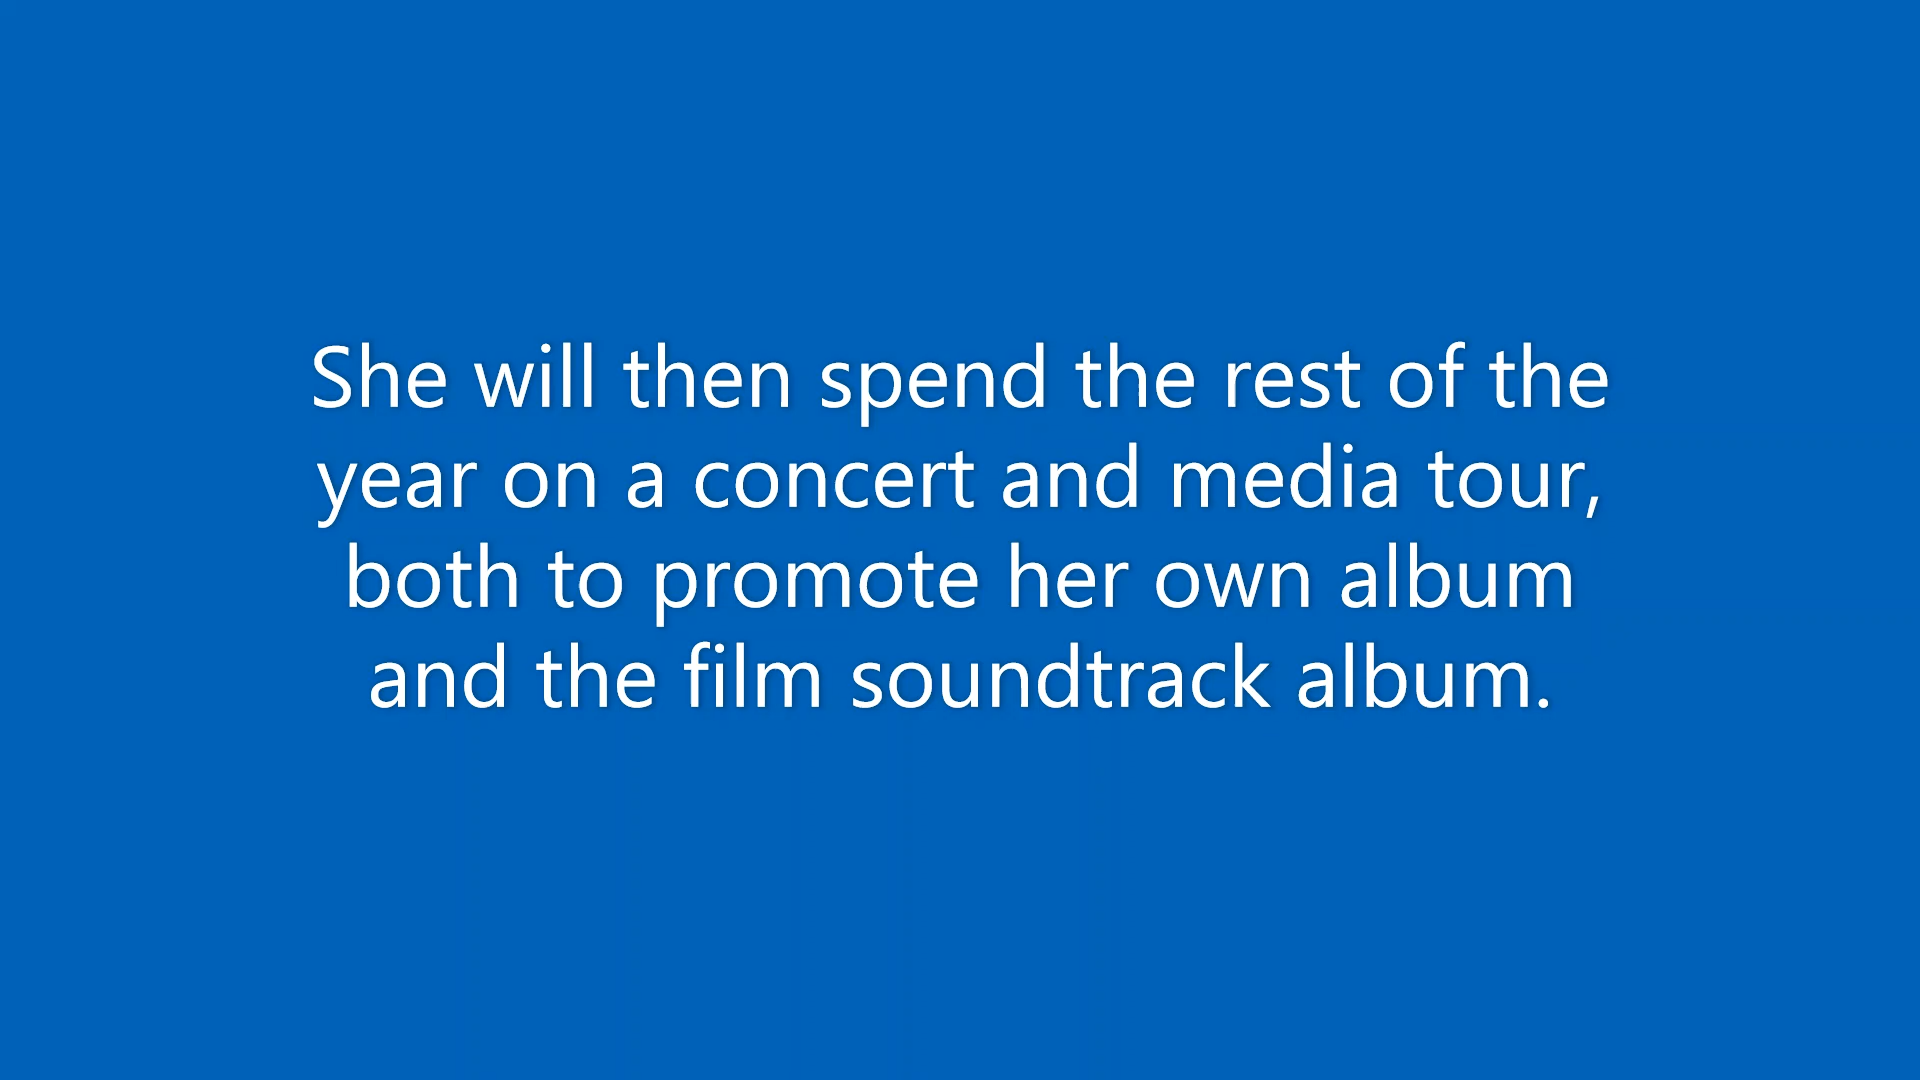 She will then spend the rest of the
year on a concert and media tour,
both to promote her own album
and the film soundtrack album.